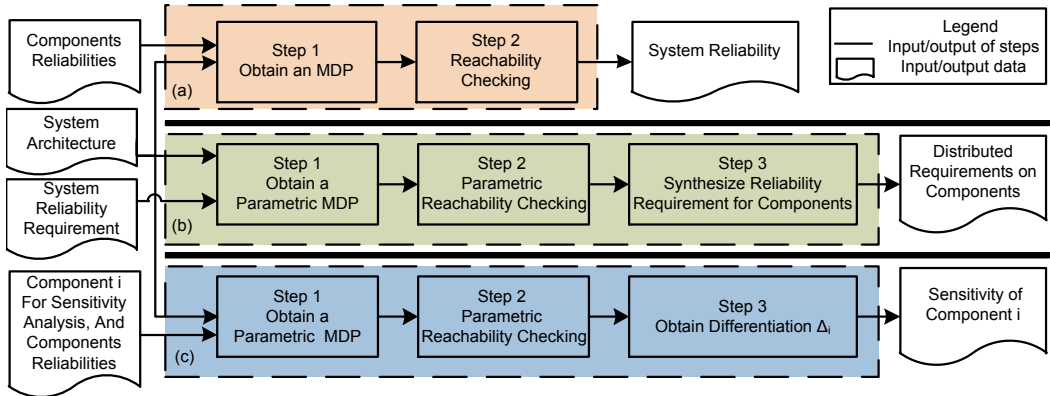 Components
Reliabilities
Step 1
Obtain an MDP
Step 2
Reachability
Checking
System Reliability
Legend
Input/output of steps
Input/output data
(a)
System
Architecture
System
Reliability
Requirement
Step 1
Obtain a
Parametric MDP
Step 2
Parametric
Reachability Checking
Step 3
Synthesize Reliability
Requirement for Components
Distributed
Requirements on
Components
(b)
Component i
For Sensitivity
Analysis, And
Components
Reliabilities
Step 1
Obtain a
Parametric MDP
Step 2
Parametric
Reachability Checking
Step 3
Obtain Differentiation Δi
Sensitivity of
Component i
(c)